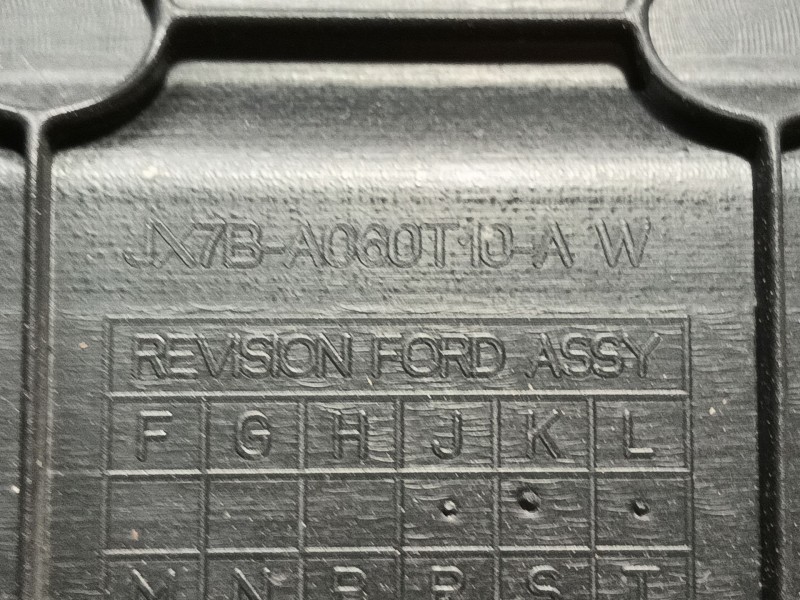 JX7B-A060T10-A W
REVISION FORD ASSY
F G H J K L
M N P R S T